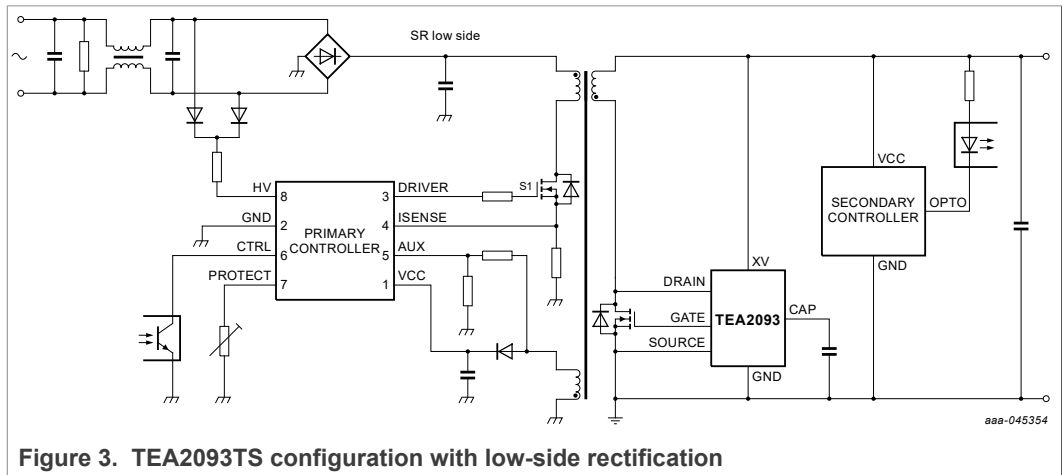 SR low side
HV
8
3
DRIVER
S1
GND
2
4
ISENSE
PRIMARY
CONTROLLER
CTRL
6
5
AUX
PROTECT
7
1
VCC
VCC
SECONDARY
CONTROLLER
OPTO
GND
XV
DRAIN
GATE
TEA2093
CAP
SOURCE
GND
aaa-045354
Figure 3. TEA2093TS configuration with low-side rectification